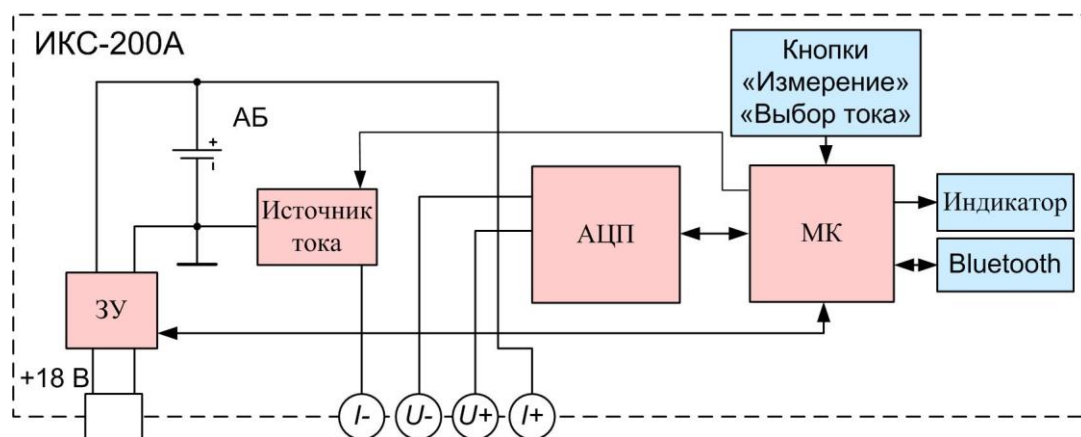 ИКС-200А
Кнопки
«Измерение»
«Выбор тока»
АБ
+
-
Источник
тока
АЦП
МК
Индикатор
Bluetooth
ЗУ
+18 В
I-
U-
U+
I+